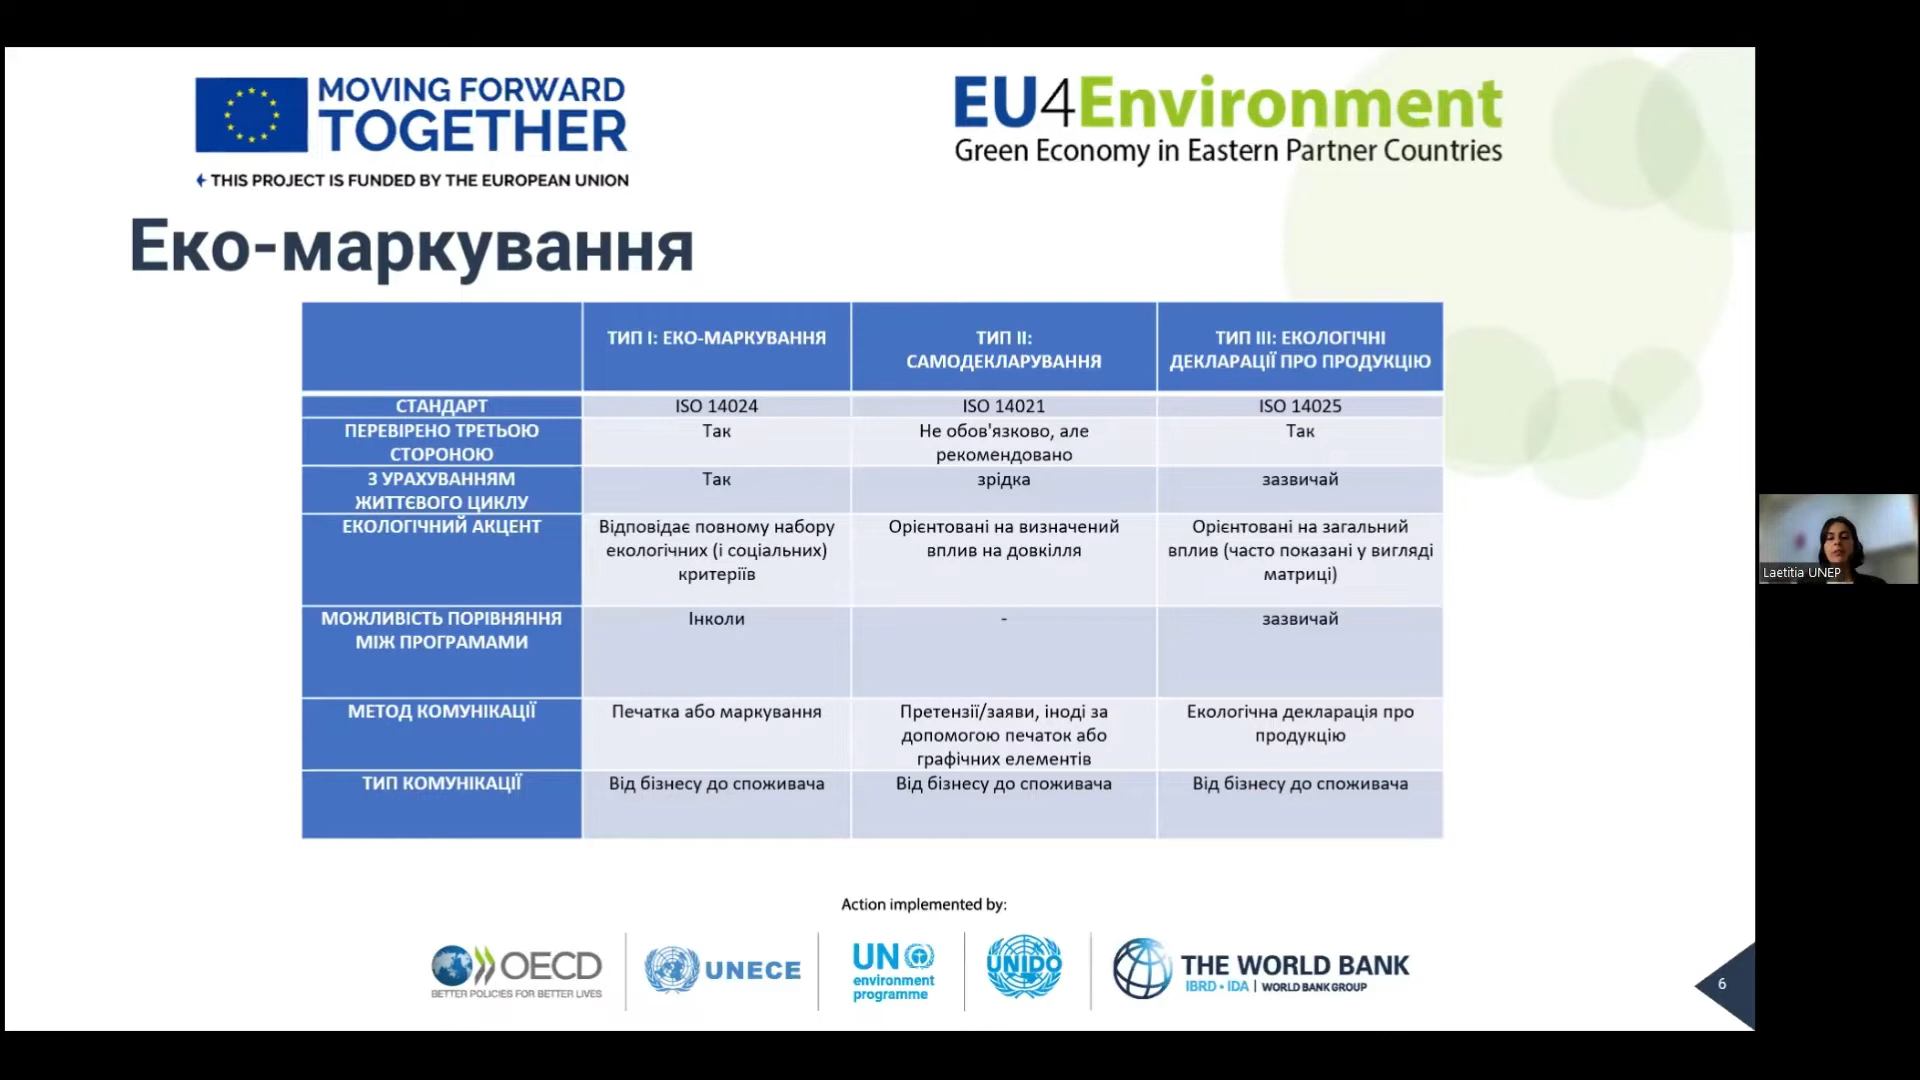 MOVING FORWARD
TOGETHER
THIS PROJECT IS FUNDED BY THE EUROPEAN UNION
EU4Environment
Green Economy in Eastern Partner Countries
Еко-маркування
ТИП І: ЕКО-МАРКУВАННЯ
ТИП ІІ:
САМОДЕКЛАРУВАННЯ
ТИП ІІІ: ЕКОЛОГІЧНІ
ДЕКЛАРАЦІЇ ПРО ПРОДУКЦІЮ
СТАНДАРТ
ISO 14024
ISO 14021
ISO 14025
ПЕРЕВІРЕНО ТРЕТЬОЮ
СТОРОНОЮ
Так
Не обов'язково, але
рекомендовано
Так
З УРАХУВАННЯМ
ЖИТТЄВОГО ЦИКЛУ
Так
зрідка
зазвичай
ЕКОЛОГІЧНИЙ АКЦЕНТ
Відповідає повному набору
екологічних (і соціальних)
критеріїв
Орієнтовані на визначений
вплив на довкілля
Орієнтовані на загальний
вплив (часто показані у вигляді
матриці)
МОЖЛИВІСТЬ ПОРІВНЯННЯ
МІЖ ПРОГРАМАМИ
Інколи
-
зазвичай
МЕТОД КОМУНІКАЦІЇ
Печатка або маркування
Претензії/заяви, іноді за
допомогою печаток або
графічних елементів
Екологічна декларація про
продукцію
ТИП КОМУНІКАЦІЇ
Від бізнесу до споживача
Від бізнесу до споживача
Від бізнесу до споживача
Laetitia UNEP
Action implemented by:
OECD
BETTER POLICIES FOR BETTER LIVES
UNECE
UN
environment
programme
UNIDO
THE WORLD BANK
IBRD • IDA | WORLD BANK GROUP
6